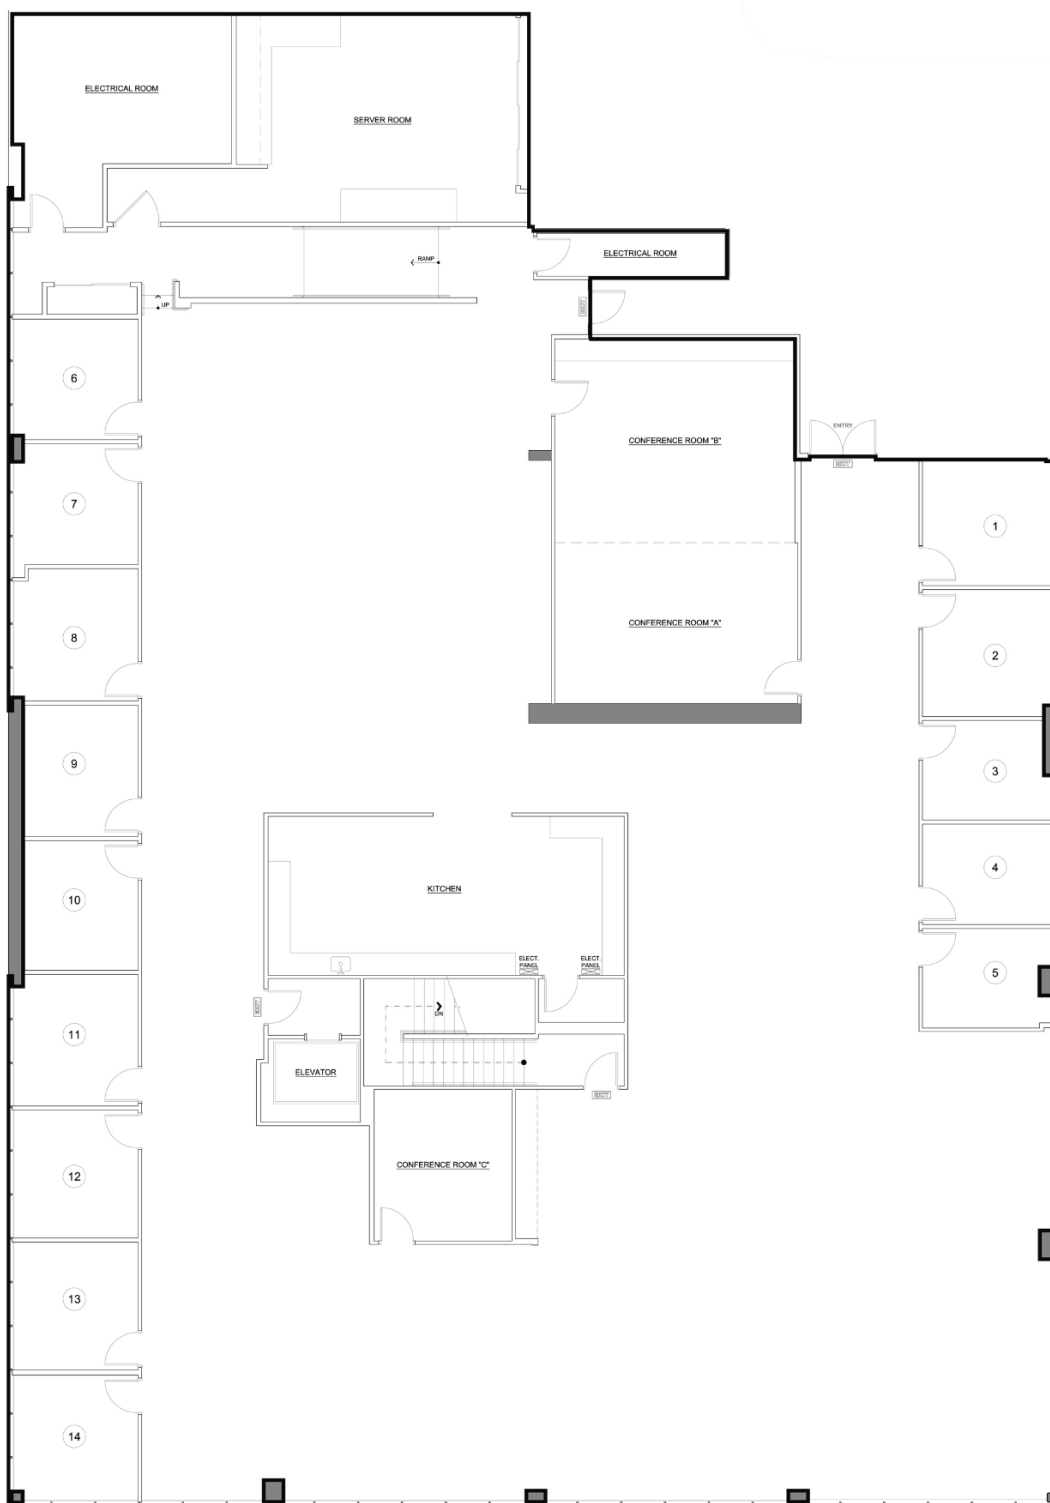 ELECTRICAL ROOM
SERVER ROOM
ELECTRICAL ROOM
RAMP
UP
EXIT
6
CONFERENCE ROOM "B"
ENTRY
EXIT
7
1
8
CONFERENCE ROOM "A"
2
9
3
4
KITCHEN
10
ELECT.
PANEL
ELECT.
PANEL
5
EXIT
DN
11
ELEVATOR
EXIT
CONFERENCE ROOM "C"
12
13
14